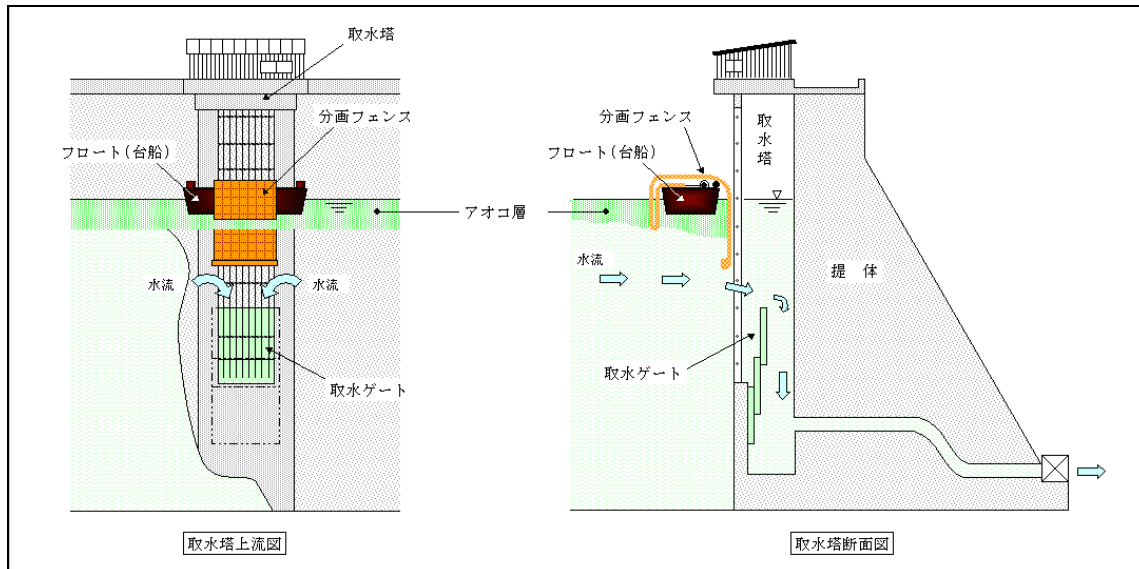 取水塔
分画フェンス
フロート(台船)
アオコ層
水流
水流
取水ゲート
取水塔上流図
分画フェンス
フロート(台船)
取水塔
水流
提 体
取水ゲート
取水塔断面図